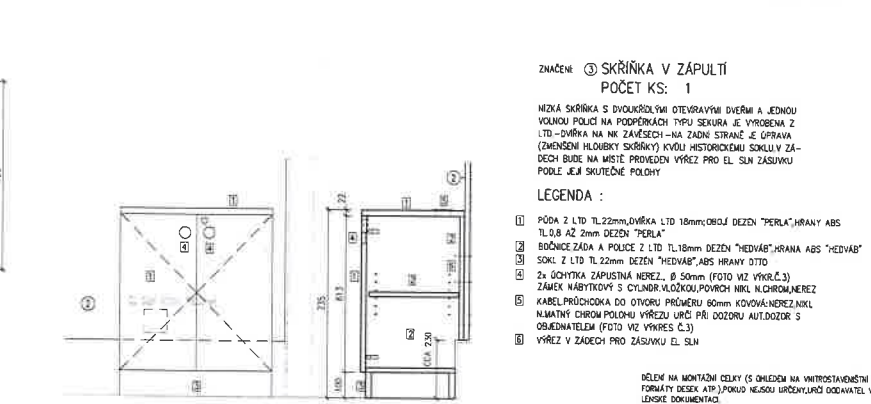 ZNAČENÍ: ③ SKŘÍŇKA V ZÁPULTÍ
POČET KS: 1
NÍZKÁ SKŘÍŇKA S DVOUKŘÍDLÝMI OTEVÍRAVÝMI DVEŘMI A JEDNOU
VOLNOU POLICÍ NA PODPĚRKÁCH TYPU SEKURA JE VYROBENA Z
LTD.-DVÍŘKA NA NK ZÁVĚSECH-NA ZADNÍ STRANĚ JE ÚPRAVA
(ZMENŠENÍ HLOUBKY SKŘÍŇKY) KVŮLI HISTORICKÉMU SOKLU.V ZÁ-
DECH BUDE NA MÍSTĚ PROVEDEN VÝŘEZ PRO EL. SLN ZÁSUVKU
PODLE JEJÍ SKUTEČNÉ POLOHY
LEGENDA :
1 PŮDA Z LTD TL.22mm,DVÍŘKA LTD 18mm;OBOJÍ DEZÉN "PERLA",HRANY ABS
TL.0,8 AŽ 2mm DEZÉN "PERLA"
2 BOČNICE,ZÁDA A POLICE Z LTD TL.18mm DEZÉN "HEDVÁB",HRANA ABS "HEDVÁB"
3 SOKL Z LTD TL.22mm DEZÉN "HEDVÁB",ABS HRANY DTTO
4 2x ÚCHYTKA ZÁPUSTNÁ NEREZ., Ø 50mm (FOTO VIZ VÝKR.Č.3)
ZÁMEK NÁBYTKOVÝ S CYLINDR.VLOŽKOU,POVRCH NIKL N.CHROM,NEREZ
5 KABEL.PRŮCHODKA DO OTVORU PRŮMĚRU 60mm KOVOVÁ:NEREZ,NIKL
N.MATNÝ CHROM POLOHU VÝŘEZU URČÍ PŘI DOZORU AUT.DOZOR S
OBJEDNATELEM (FOTO VIZ VÝKRES Č.3)
6 VÝŘEZ V ZÁDECH PRO ZÁSUVKU EL. SLN
DĚLENÍ NA MONTÁŽNÍ CELKY (S OHLEDEM NA VNITROSTAVENIŠTNÍ
FORMÁTY DESEK ATP.),POKUD NEJSOU URČENY,URČÍ DODAVATEL V
LENSKÉ DOKUMENTACI.
1
1
22
2
4
4
3
2
813
735
2
CCA 230
100